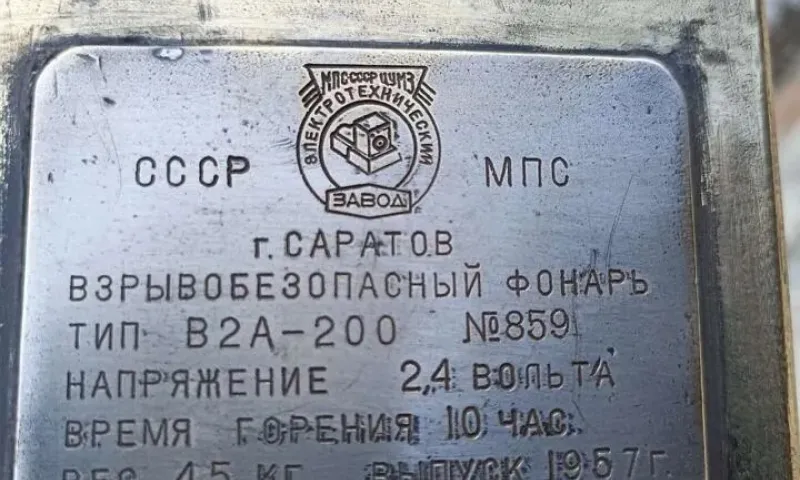 МПС СССР ЦУМЗ
ЭЛЕКТРОТЕХНИЧЕСКИЙ
ЗАВОД
СССР МПС
г. САРАТОВ
ВЗРЫВОБЕЗОПАСНЫЙ ФОНАРЬ
ТИП В2А-200 №859
НАПРЯЖЕНИЕ 2,4 ВОЛЬТА
ВРЕМЯ ГОРЕНИЯ 10 ЧАС.
ВЕС 4,5 КГ. ВЫПУСК 1957 г.